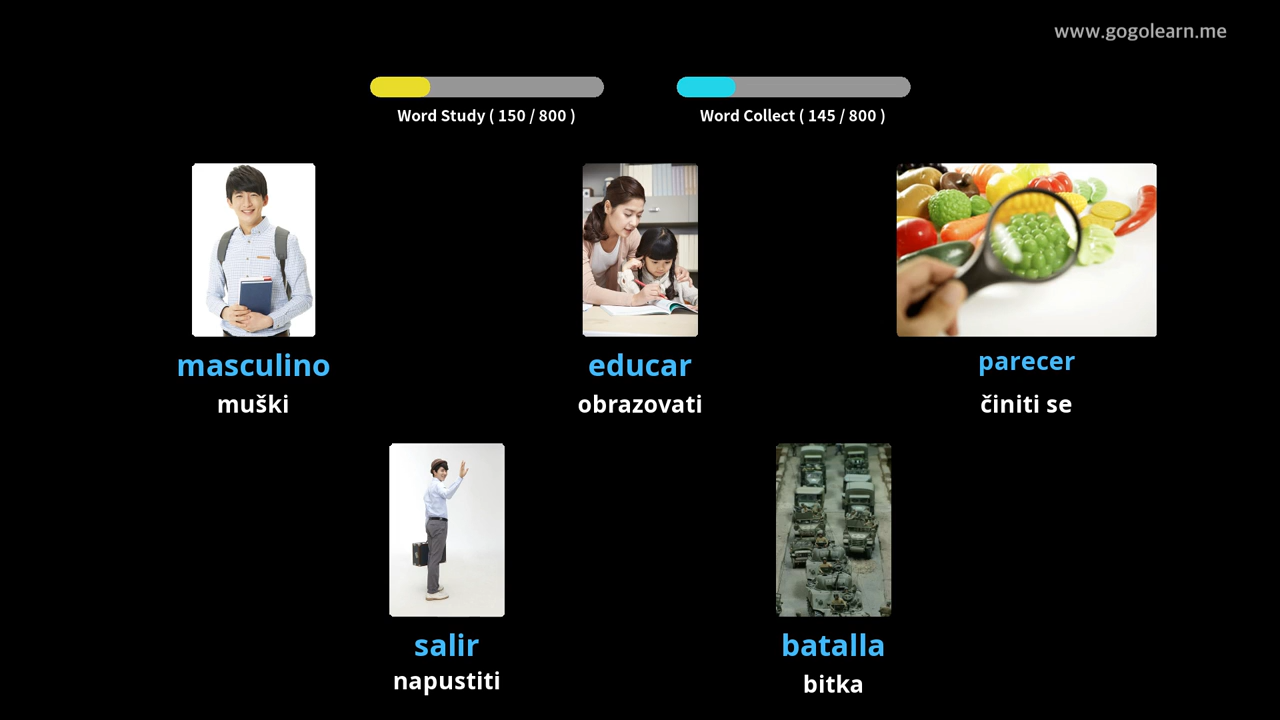 www.gogolearn.me
Word Study ( 150 / 800 )
Word Collect ( 145 / 800 )
masculino
muški
educar
obrazovati
parecer
činiti se
salir
napustiti
batalla
bitka